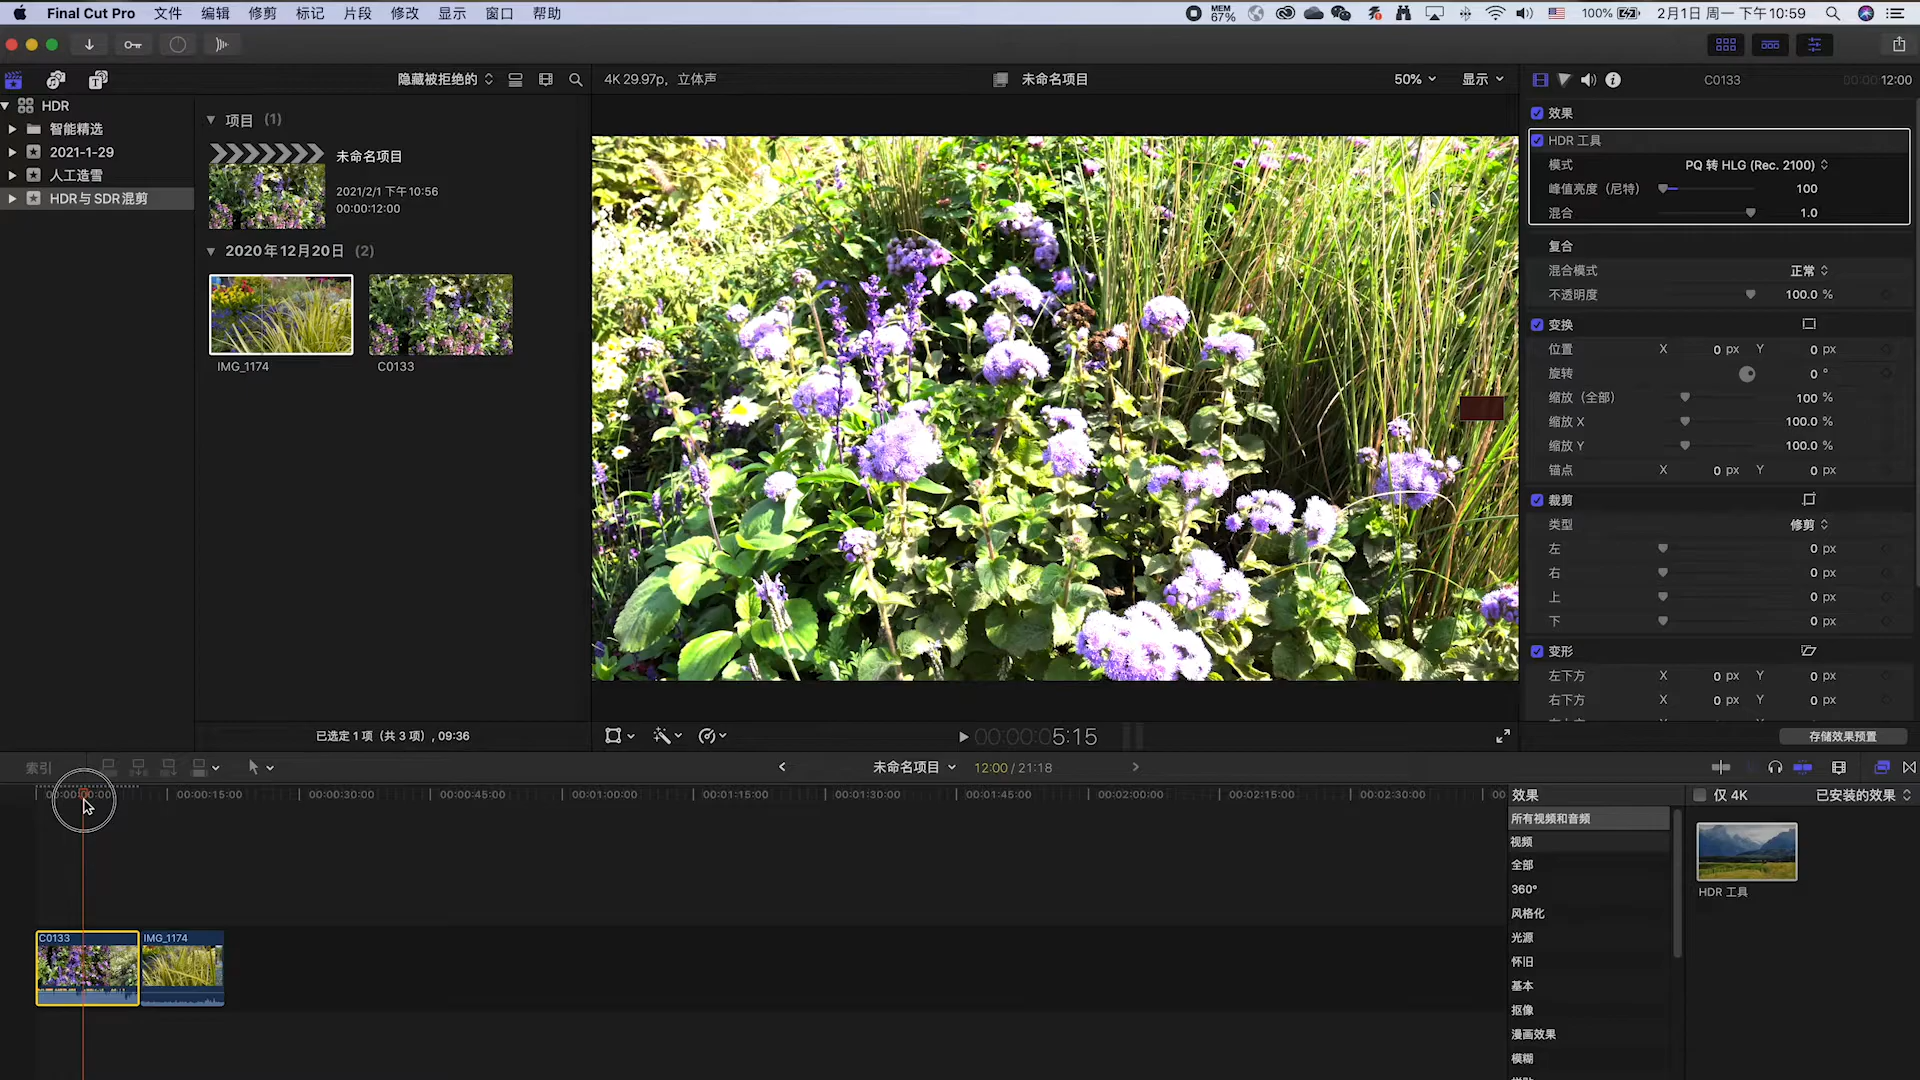 Final Cut Pro 文件 编辑 修剪 标记 片段 修改 显示 窗口 帮助 MEM 67% 100% 2月1日 周一 下午10:59
隐藏被拒绝的 4K 29.97p，立体声 未命名项目 50% 显示 C0133 00:00:12:00
HDR
智能精选
2021-1-29
人工造雪
HDR与SDR混剪
项目 (1)
未命名项目
2021/2/1 下午10:56
00:00:12:00
2020年12月20日 (2)
IMG_1174 C0133
已选定 1 项（共 3 项）, 09:36
00:00:05:15
效果
HDR 工具
模式 PQ 转 HLG (Rec. 2100)
峰值亮度（尼特） 100
混合 1.0
复合
混合模式 正常
不透明度 100.0 %
变换
位置 X 0 px Y 0 px
旋转 0 °
缩放（全部） 100 %
缩放 X 100.0 %
缩放 Y 100.0 %
锚点 X 0 px Y 0 px
裁剪
类型 修剪
左 0 px
右 0 px
上 0 px
下 0 px
变形
左下方 X 0 px Y 0 px
右下方 X 0 px Y 0 px
存储效果预置
索引 未命名项目 12:00 / 21:18
00:00:00:00 00:00:15:00 00:00:30:00 00:00:45:00 00:01:00:00 00:01:15:00 00:01:30:00 00:01:45:00 00:02:00:00 00:02:15:00 00:02:30:00 00
C0133 IMG_1174
效果 仅 4K 已安装的效果
所有视频和音频
视频
全部
360°
风格化
光源
怀旧
基本
抠像
漫画效果
模糊
HDR 工具